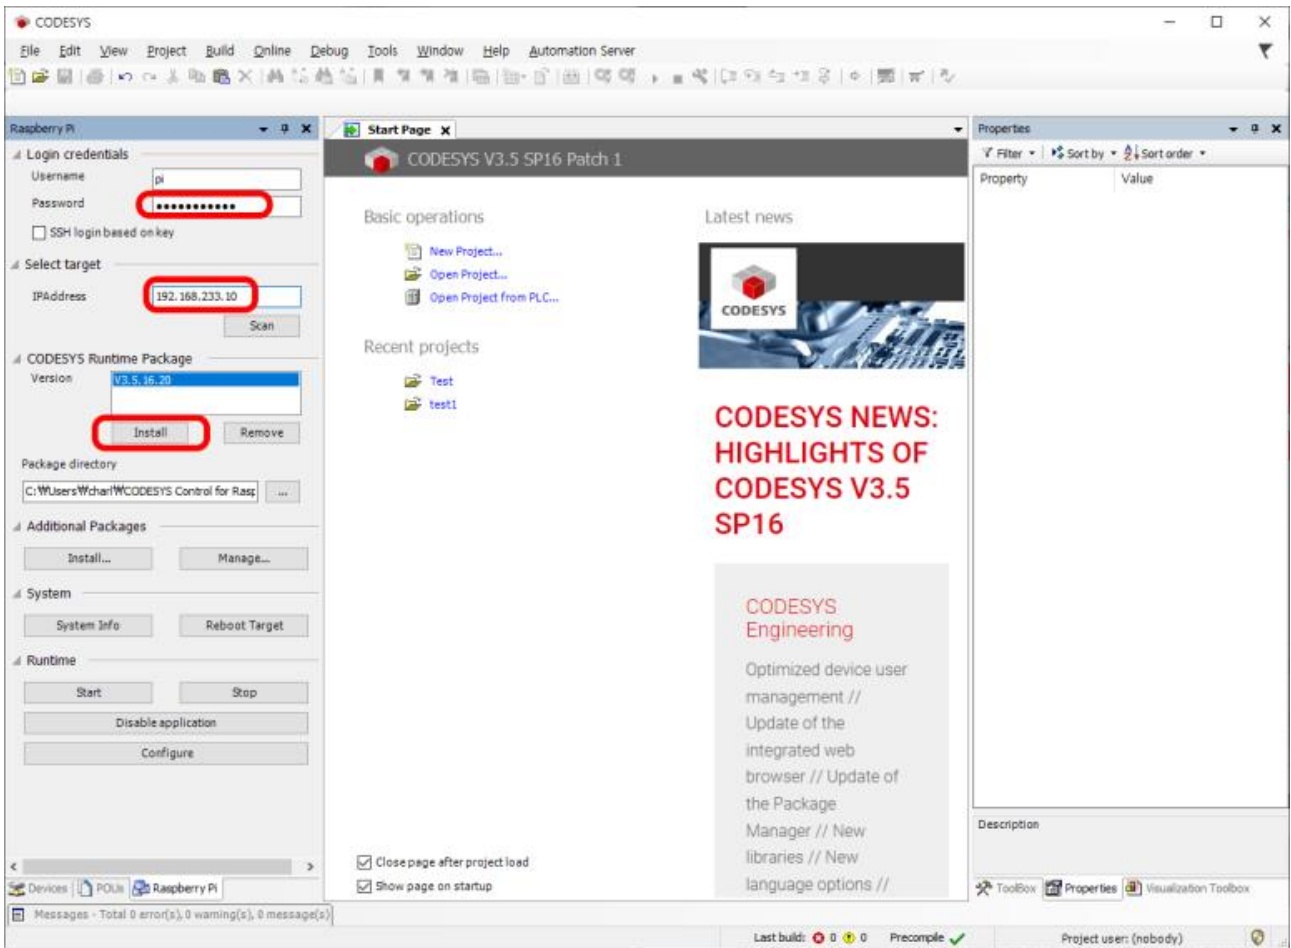 CODESYS
File Edit View Project Build Online Debug Tools Window Help Automation Server
Raspberry Pi
Login credentials
Username pi
Password •••••••••••
SSH login based on key
Select target
IPAddress 192.168.233.10
Scan
CODESYS Runtime Package
Version V3.5.16.20
Install Remove
Package directory
C:₩Users₩charl₩CODESYS Control for Rasp ...
Additional Packages
Install... Manage...
System
System Info Reboot Target
Runtime
Start Stop
Disable application
Configure
Devices POUs Raspberry Pi
Start Page
CODESYS V3.5 SP16 Patch 1
Basic operations
New Project...
Open Project...
Open Project from PLC...
Recent projects
Test
test1
Close page after project load
Show page on startup
Latest news
CODESYS
CODESYS NEWS:
HIGHLIGHTS OF
CODESYS V3.5
SP16
CODESYS
Engineering
Optimized device user
management //
Update of the
integrated web
browser // Update of
the Package
Manager // New
libraries // New
language options //
Properties
Filter Sort by Sort order
Property Value
Description
ToolBox Properties Visualization Toolbox
Messages - Total 0 error(s), 0 warning(s), 0 message(s)
Last build: 0 0 Precompile Project user: (nobody)